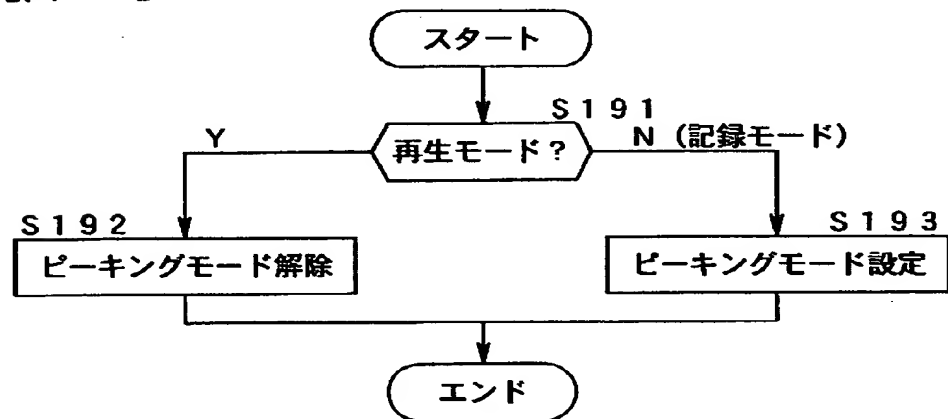 スタート
S191
再生モード?
Y
N (記録モード)
S192
ピーキングモード解除
S193
ピーキングモード設定
エンド